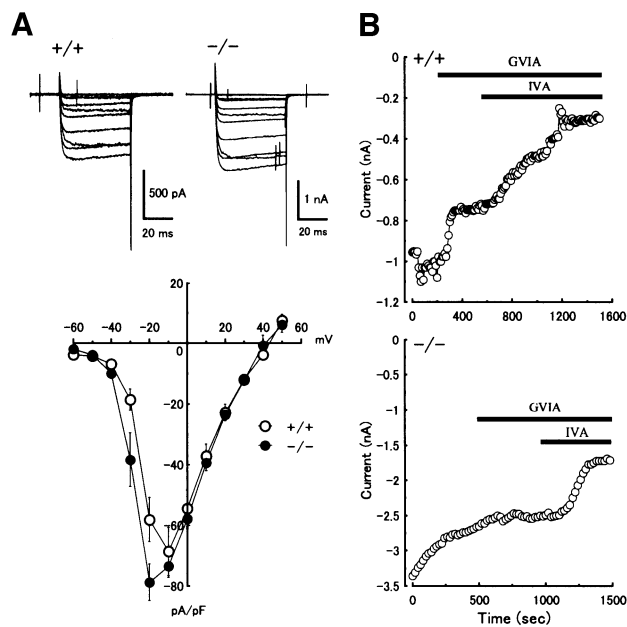 A
B
+/+
−/−
500 pA
20 ms
1 nA
20 ms
20
−60 −40 −20 20 40 60
mV
0
−20
−40
−60
−80
pA/pF
+/+
−/−
+/+
GVIA
IVA
Current (nA)
0
−0.2
−0.4
−0.6
−0.8
−1
−1.2
0 400 800 1200 1600
−/−
GVIA
IVA
Current (nA)
0
−0.5
−1
−1.5
−2
−2.5
−3
−3.5
0 500 1000 1500
Time (sec)